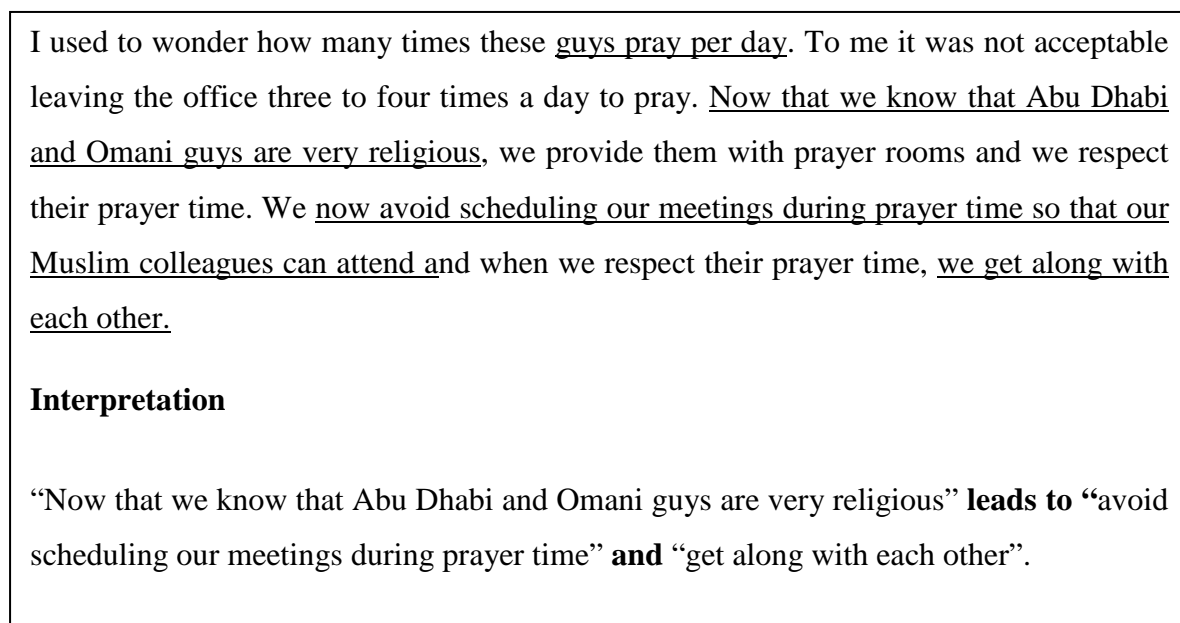 I used to wonder how many times these guys pray per day. To me it was not acceptable
leaving the office three to four times a day to pray. Now that we know that Abu Dhabi
and Omani guys are very religious, we provide them with prayer rooms and we respect
their prayer time. We now avoid scheduling our meetings during prayer time so that our
Muslim colleagues can attend and when we respect their prayer time, we get along with
each other.
Interpretation
“Now that we know that Abu Dhabi and Omani guys are very religious” leads to “avoid
scheduling our meetings during prayer time” and “get along with each other”.